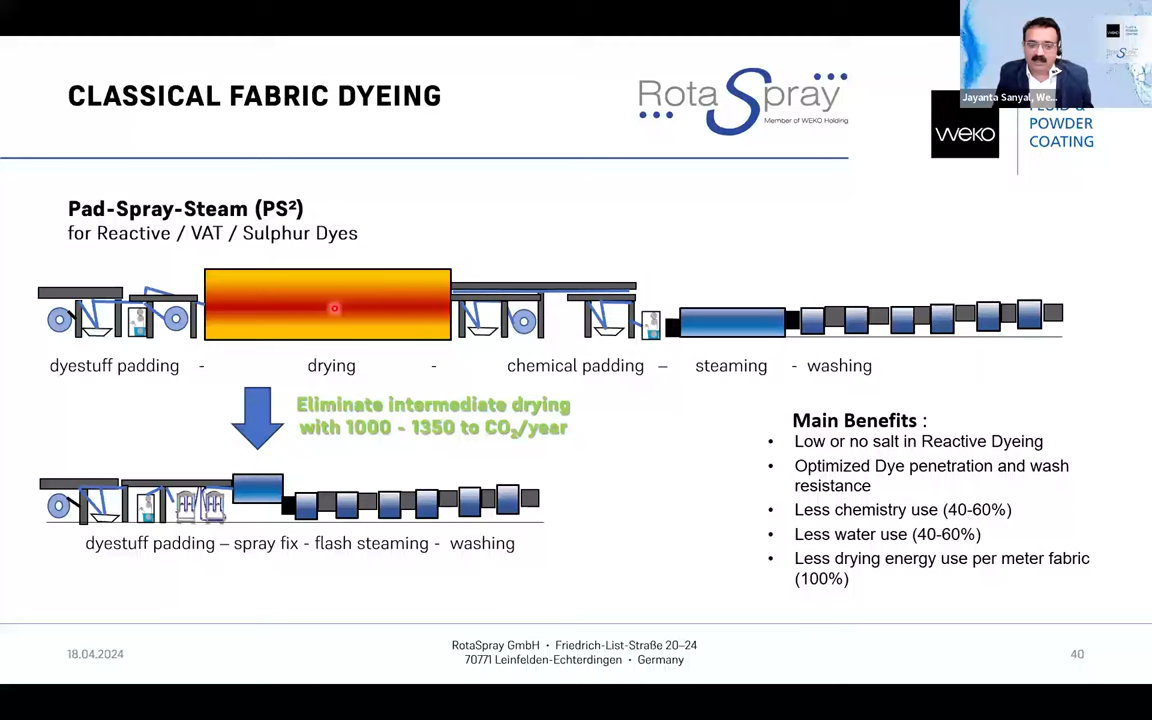 CLASSICAL FABRIC DYEING
Rota Spray
Member of WEKO Holding
Jayanta Sanyal, We...
WEKO
FLUID &
POWDER
COATING
Pad-Spray-Steam (PS²)
for Reactive / VAT / Sulphur Dyes
dyestuff padding - drying - chemical padding – steaming - washing
Eliminate intermediate drying
with 1000 - 1350 to CO₂/year
dyestuff padding – spray fix - flash steaming - washing
Main Benefits :
• Low or no salt in Reactive Dyeing
• Optimized Dye penetration and wash
resistance
• Less chemistry use (40-60%)
• Less water use (40-60%)
• Less drying energy use per meter fabric
(100%)
18.04.2024
RotaSpray GmbH • Friedrich-List-Straße 20–24
70771 Leinfelden-Echterdingen • Germany
40